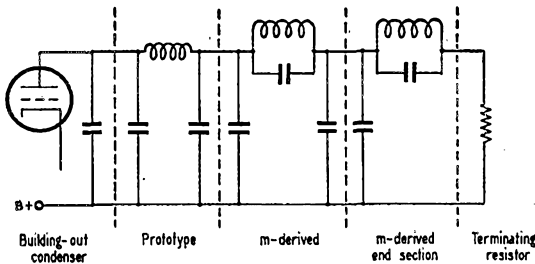 B+
Building-out
condenser
Prototype
m-derived
m-derived
end section
Terminating
resistor